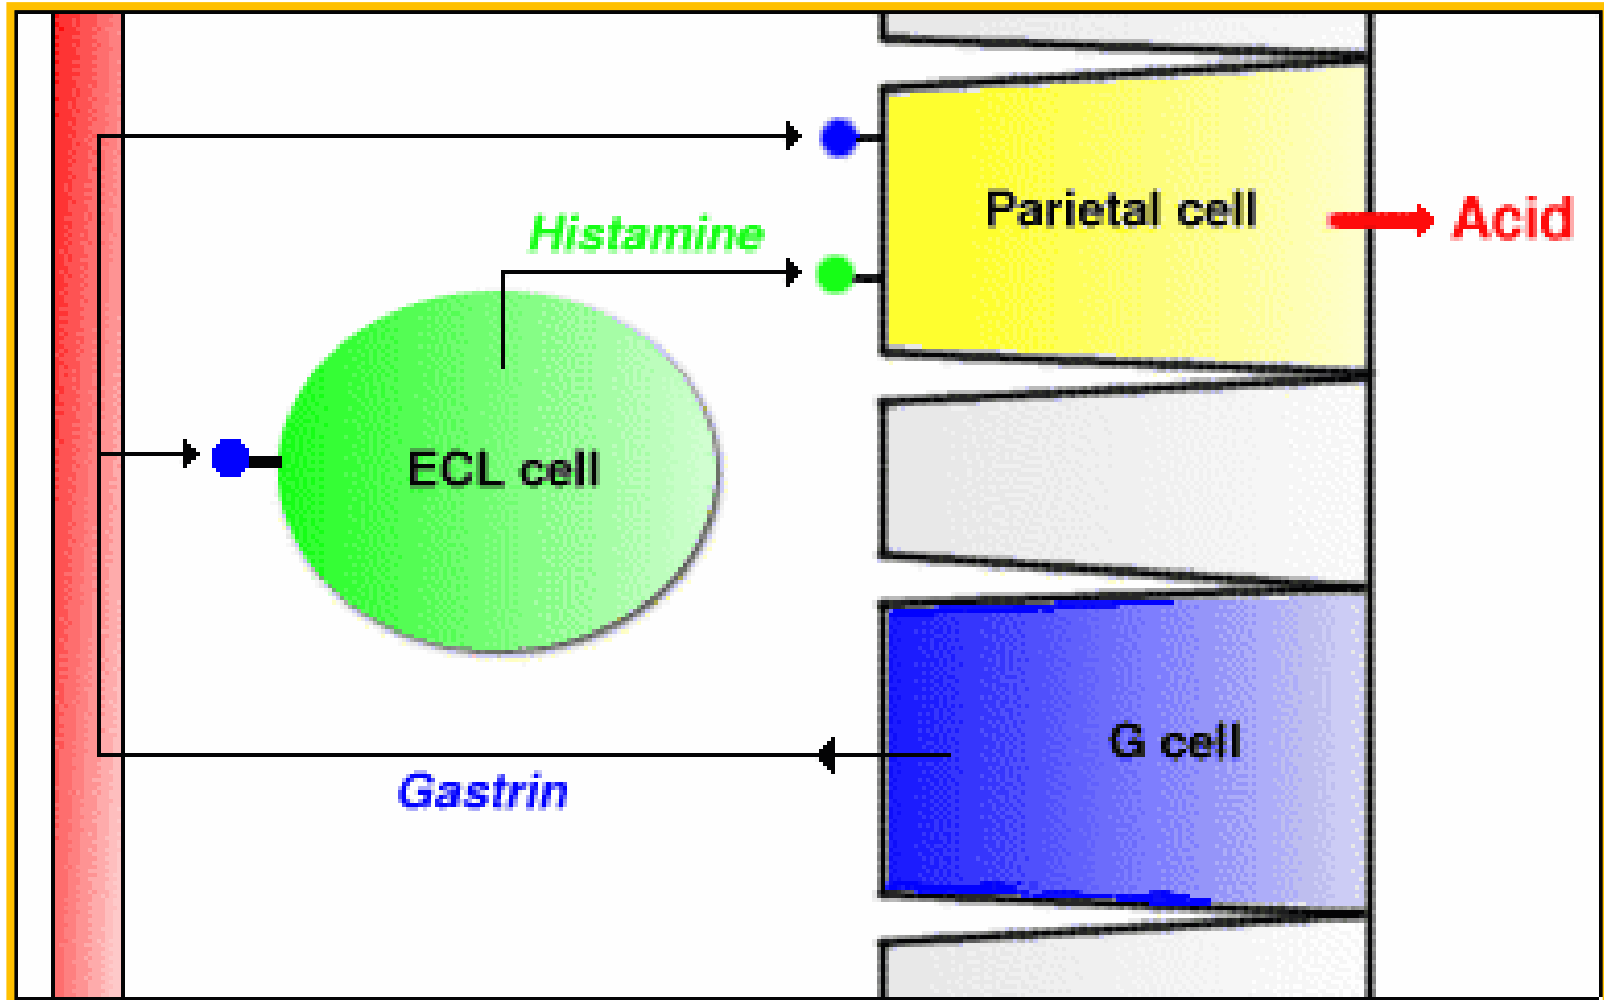 Parietal cell
Acid
Histamine
ECL cell
G cell
Gastrin